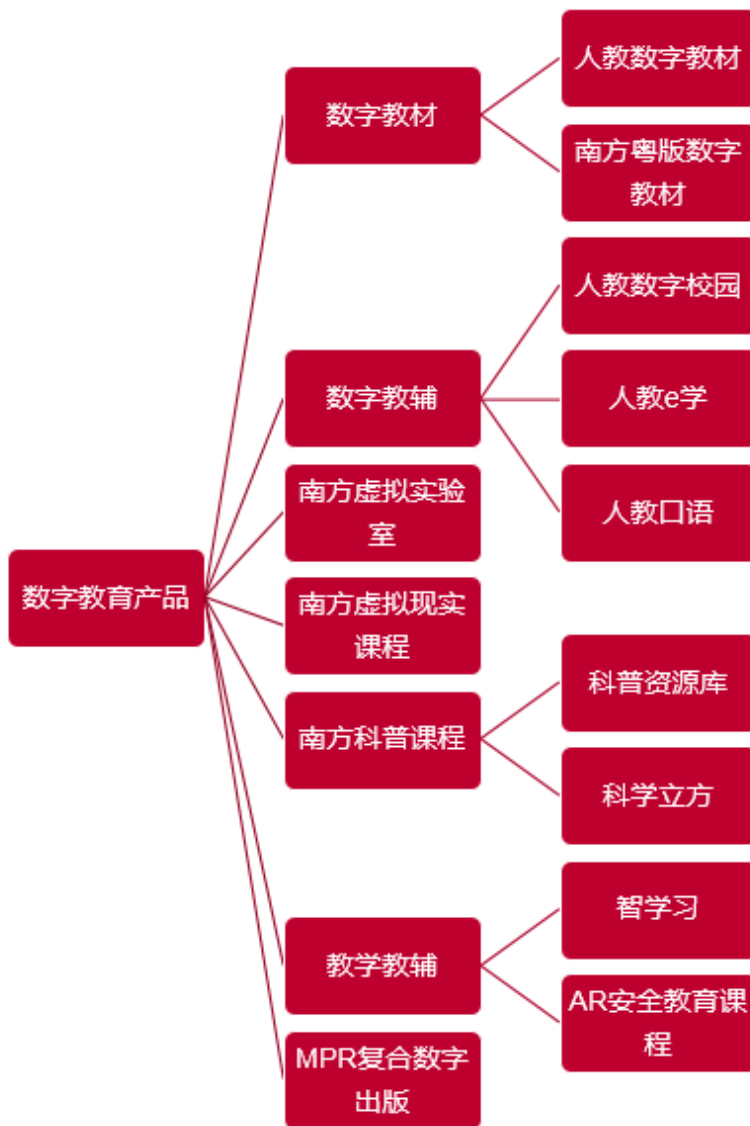 数字教育产品
数字教材
人教数字教材
南方粤版数字
教材
数字教辅
人教数字校园
人教e学
人教口语
南方虚拟实验
室
南方虚拟现实
课程
南方科普课程
科普资源库
科学立方
教学教辅
智学习
AR安全教育课
程
MPR复合数字
出版